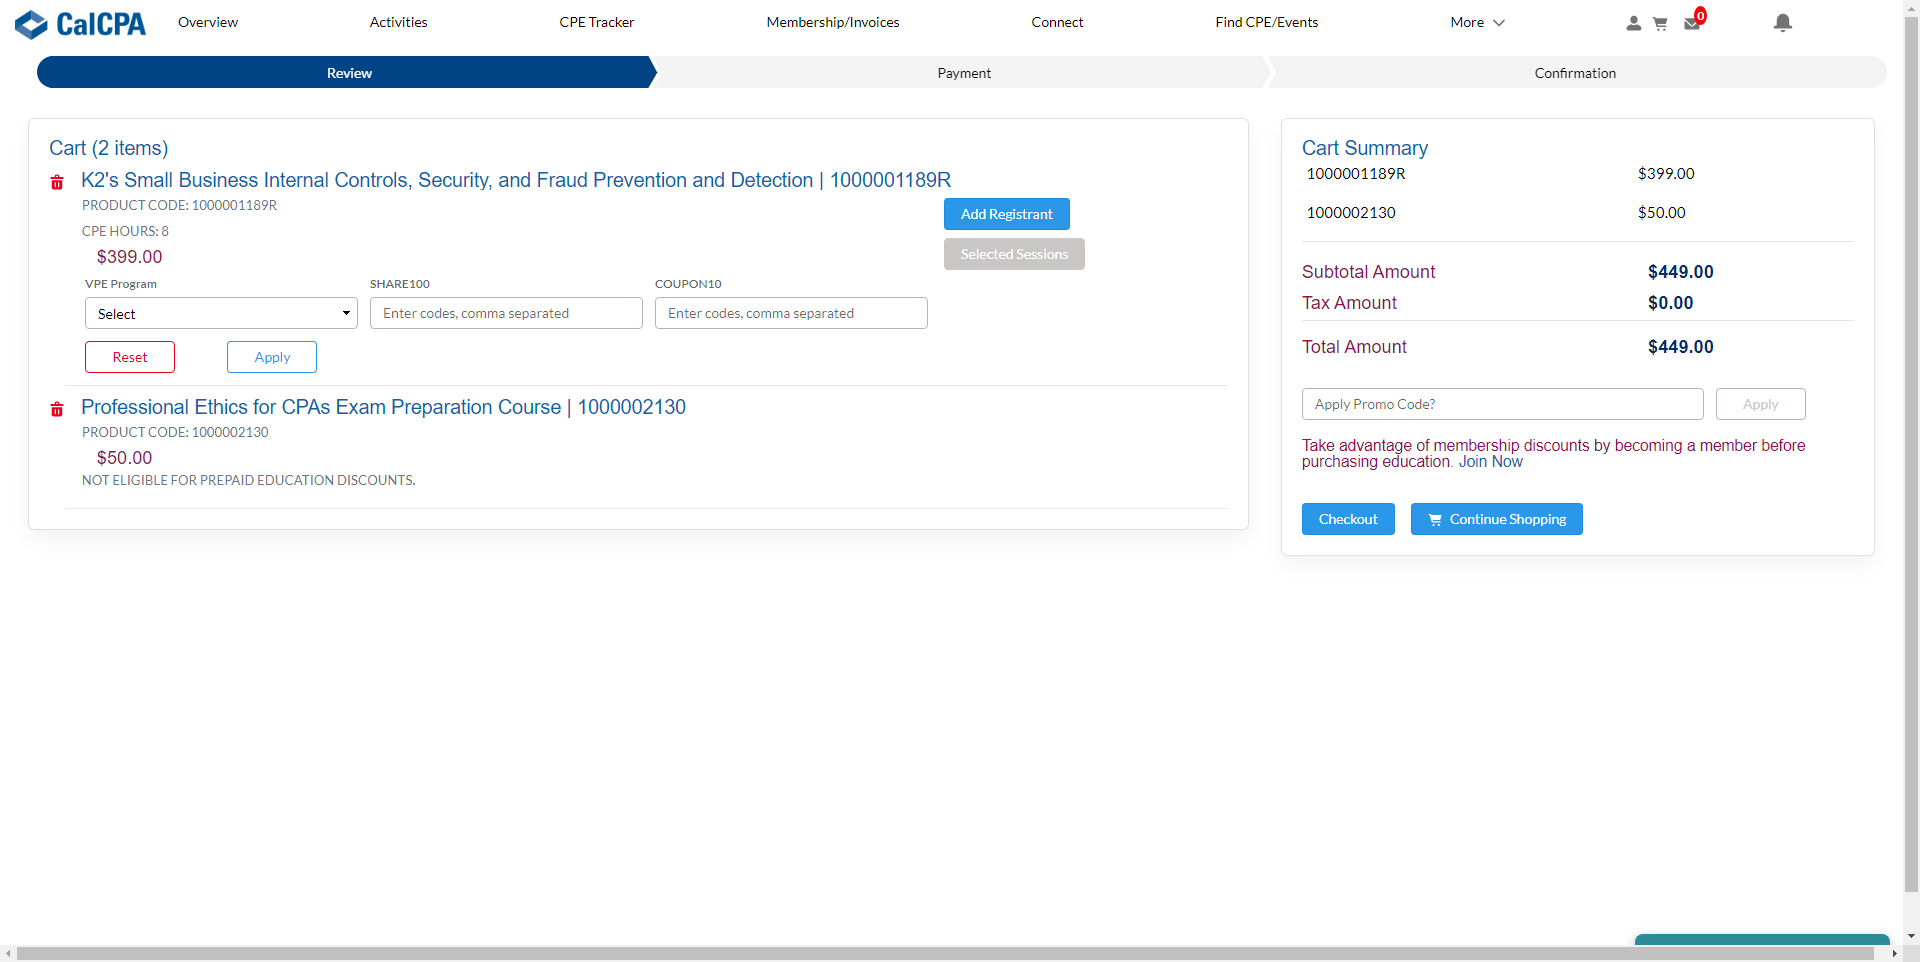 CalCPA
Overview
Activities
CPE Tracker
Membership/Invoices
Connect
Find CPE/Events
More
0
Review
Payment
Confirmation
Cart (2 items)
K2's Small Business Internal Controls, Security, and Fraud Prevention and Detection | 1000001189R
PRODUCT CODE: 1000001189R
Add Registrant
CPE HOURS: 8
Selected Sessions
$399.00
VPE Program
SHARE100
COUPON10
Select
Enter codes, comma separated
Enter codes, comma separated
Reset
Apply
Professional Ethics for CPAs Exam Preparation Course | 1000002130
PRODUCT CODE: 1000002130
$50.00
NOT ELIGIBLE FOR PREPAID EDUCATION DISCOUNTS.
Cart Summary
1000001189R $399.00
1000002130 $50.00
Subtotal Amount $449.00
Tax Amount $0.00
Total Amount $449.00
Apply Promo Code?
Apply
Take advantage of membership discounts by becoming a member before
purchasing education. Join Now
Checkout
Continue Shopping